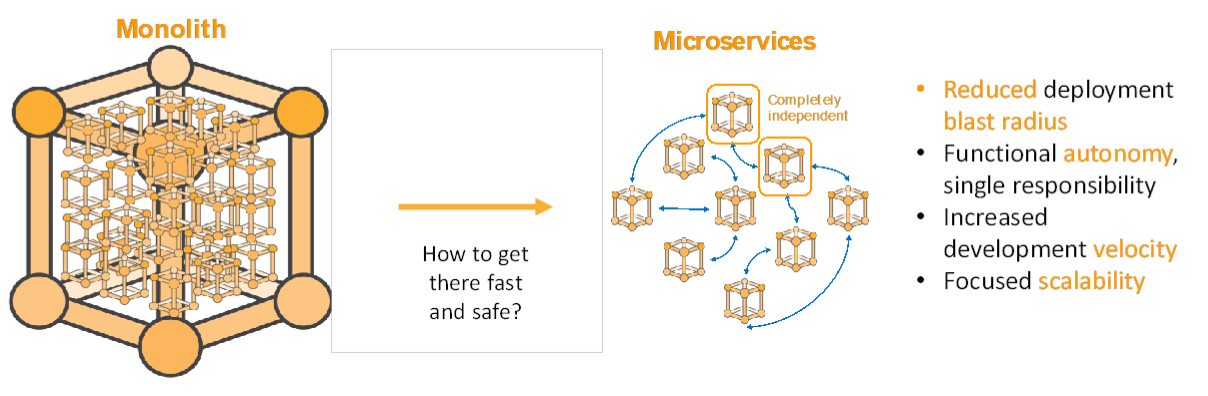 Monolith
How to get
there fast
and safe?
Microservices
Completely
independent
• Reduced deployment
blast radius
• Functional autonomy,
single responsibility
• Increased
development velocity
• Focused scalability